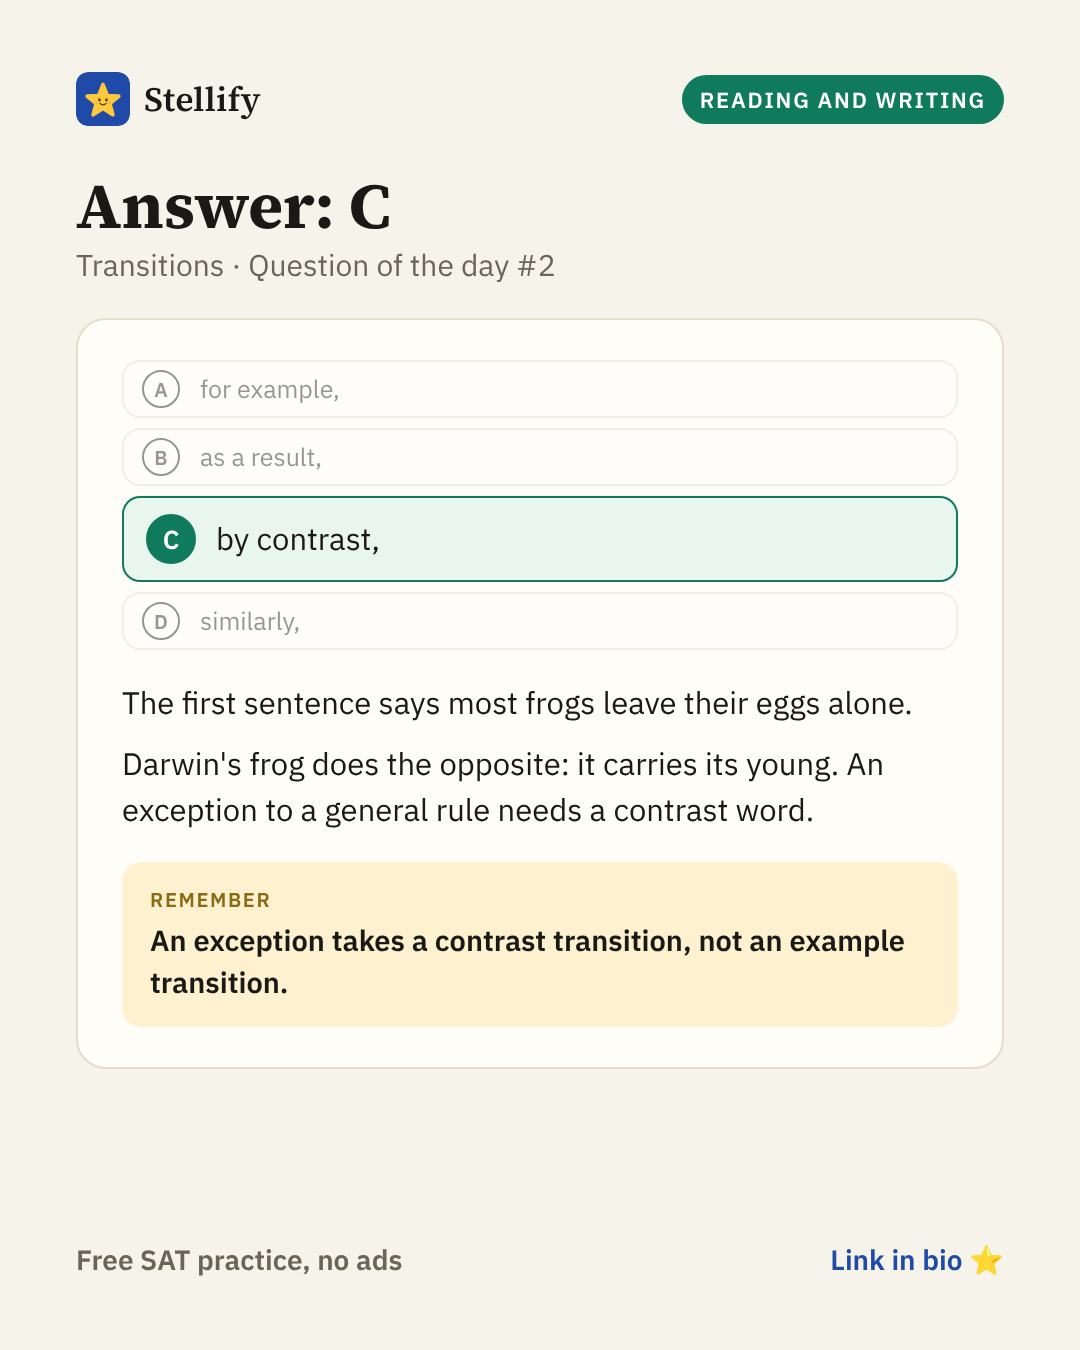 Stellify
READING AND WRITING
Answer: C
Transitions · Question of the day #2
A for example,
B as a result,
C by contrast,
D similarly,
The first sentence says most frogs leave their eggs alone.
Darwin's frog does the opposite: it carries its young. An
exception to a general rule needs a contrast word.
REMEMBER
An exception takes a contrast transition, not an example
transition.
Free SAT practice, no ads
Link in bio ⭐